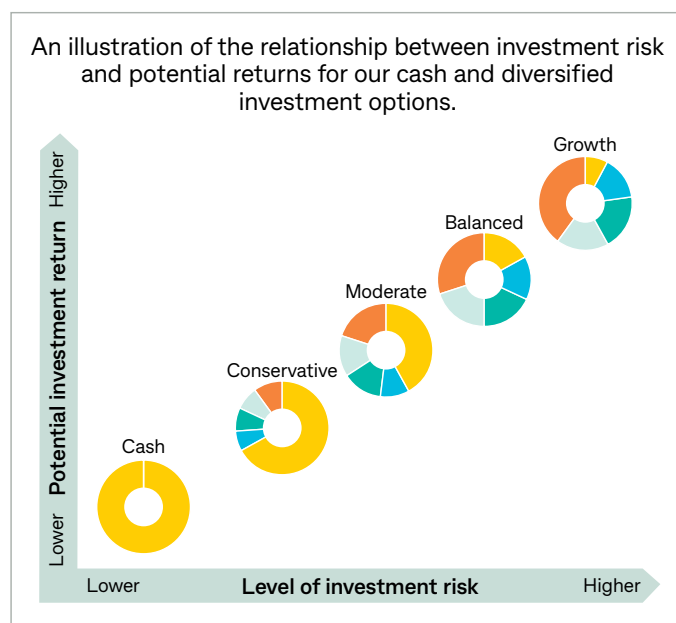 An illustration of the relationship between investment risk
and potential returns for our cash and diversified
investment options.
Growth
Balanced
Moderate
Conservative
Cash
Higher
Potential investment return
Lower
Lower
Level of investment risk
Higher